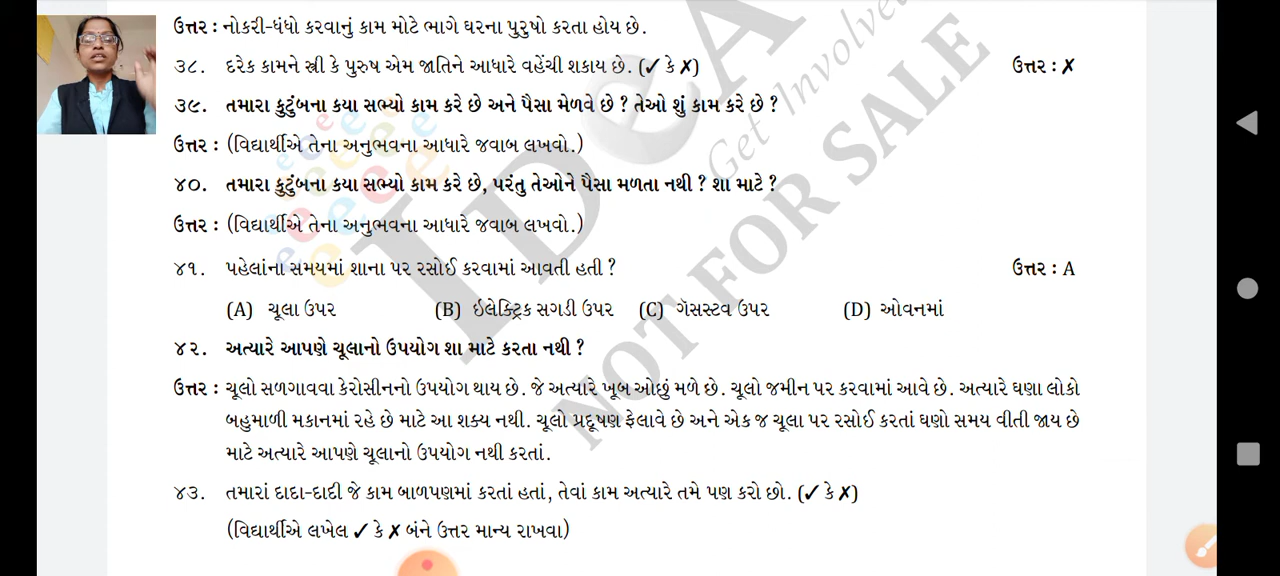 ઉત્તર : નોકરી-ધંધો કરવાનું કામ મોટે ભાગે ઘરના પુરુષો કરતા હોય છે.
૩૮. દરેક કામને સ્ત્રી કે પુરુષ એમ જાતિને આધારે વહેંચી શકાય છે. (✓ કે ✗) ઉત્તર : ✗
૩૯. તમારા કુટુંબના કયા સભ્યો કામ કરે છે અને પૈસા મેળવે છે ? તેઓ શું કામ કરે છે ?
ઉત્તર : (વિદ્યાર્થીએ તેના અનુભવના આધારે જવાબ લખવો.)
૪૦. તમારા કુટુંબના કયા સભ્યો કામ કરે છે, પરંતુ તેઓને પૈસા મળતા નથી ? શા માટે ?
ઉત્તર : (વિદ્યાર્થીએ તેના અનુભવના આધારે જવાબ લખવો.)
૪૧. પહેલાંના સમયમાં શાના પર રસોઈ કરવામાં આવતી હતી ? ઉત્તર : A
(A) ચૂલા ઉપર (B) ઇલેક્ટ્રિક સગડી ઉપર (C) ગૅસસ્ટવ ઉપર (D) ઓવનમાં
૪૨. અત્યારે આપણે ચૂલાનો ઉપયોગ શા માટે કરતા નથી ?
ઉત્તર : ચૂલો સળગાવવા કેરોસીનનો ઉપયોગ થાય છે. જે અત્યારે ખૂબ ઓછું મળે છે. ચૂલો જમીન પર કરવામાં આવે છે. અત્યારે ઘણા લોકો
બહુમાળી મકાનમાં રહે છે માટે આ શક્ય નથી. ચૂલો પ્રદૂષણ ફેલાવે છે અને એક જ ચૂલા પર રસોઈ કરતાં ઘણો સમય વીતી જાય છે
માટે અત્યારે આપણે ચૂલાનો ઉપયોગ નથી કરતાં.
૪૩. તમારાં દાદા-દાદી જે કામ બાળપણમાં કરતાં હતાં, તેવાં કામ અત્યારે તમે પણ કરો છો. (✓ કે ✗)
(વિદ્યાર્થીએ લખેલ ✓ કે ✗ બંને ઉત્તર માન્ય રાખવા)
IDeA
Get Involved
NOT FOR SALE